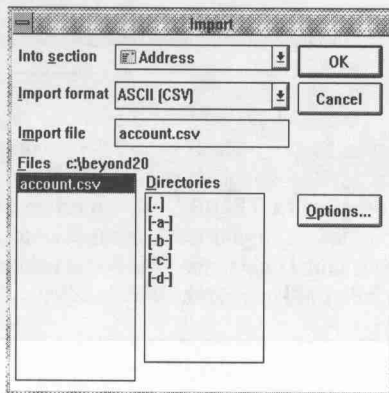 Import
Into section Address OK
Import format ASCII (CSV) Cancel
Import file account.csv
Files c:\beyond20
account.csv Directories
[..]
[-a-] Options...
[-b-]
[-c-]
[-d-]